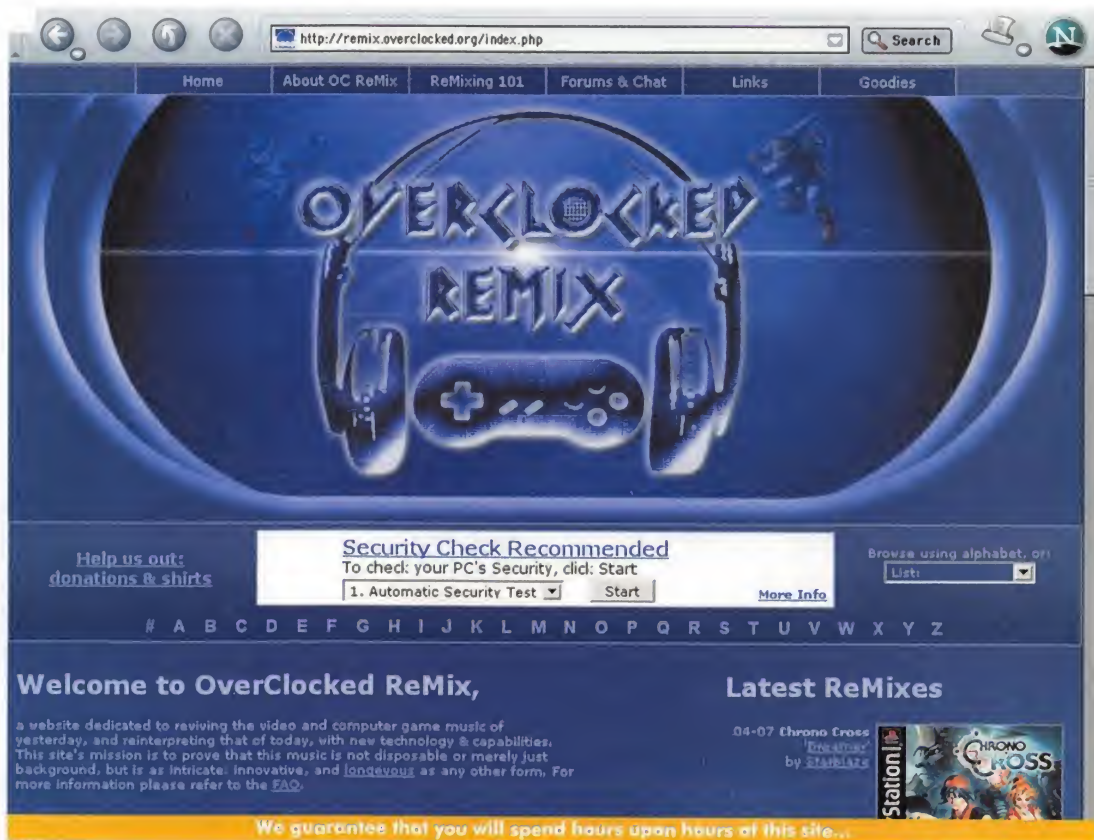 http://remix.overclocked.org/index.php
Search
N
Home
About OC ReMix
ReMixing 101
Forums & Chat
Links
Goodies
OVERCLOCKED
REMIX
Help us out:
donations & shirts
Security Check Recommended
To check your PC's Security, click Start
1. Automatic Security Test
Start
More Info
Browse using alphabet, or:
List:
# A B C D E F G H I J K L M N O P Q R S T U V W X Y Z
Welcome to OverClocked ReMix,
a website dedicated to reviving the video and computer game music of
yesterday, and reinterpreting that of today, with new technology & capabilities.
This site's mission is to prove that this music is not disposable or merely just
background, but is as intricate, innovative, and longevous as any other form. For
more information please refer to the FAQ.
Latest ReMixes
04-07 Chrono Cross
'Dreamer'
by Starblaze
Station
CHRONO
CROSS
We guarantee that you will spend hours upon hours at this site...